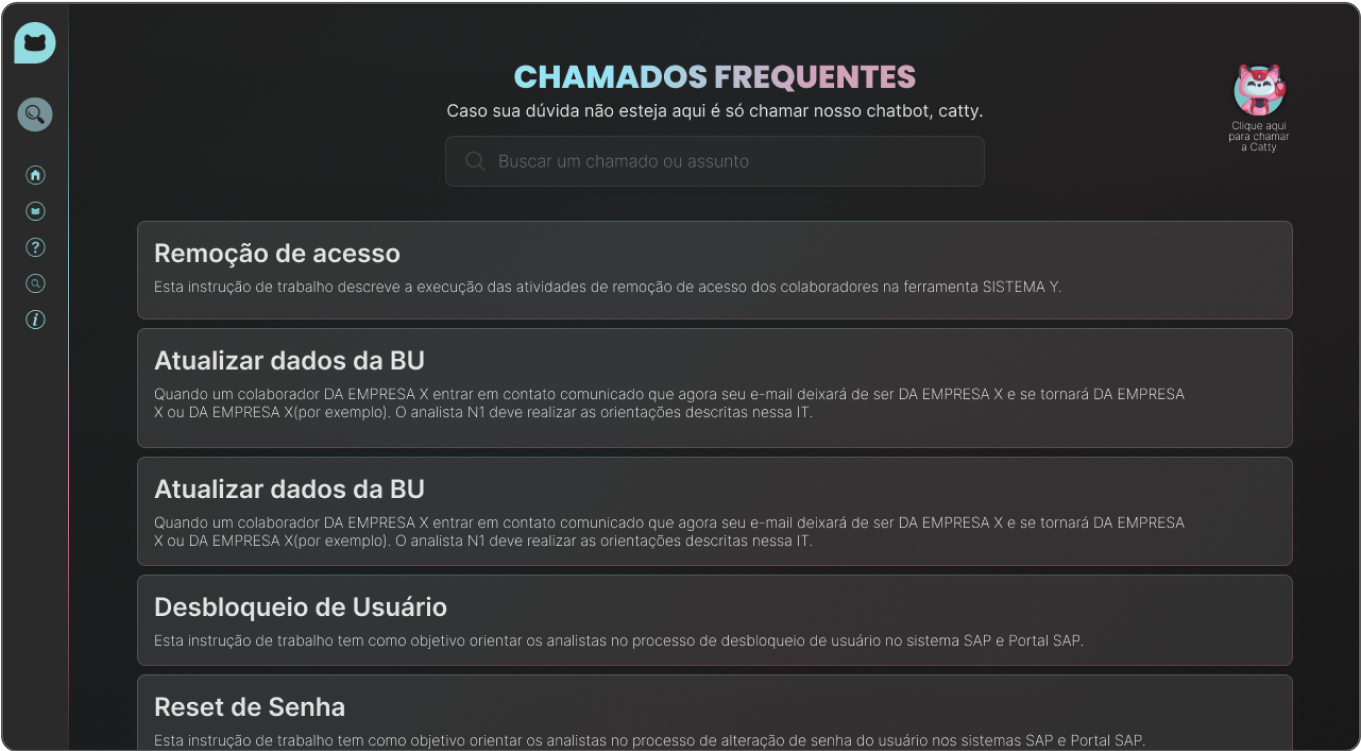 CHAMADOS FREQUENTES
Caso sua dúvida não esteja aqui é só chamar nosso chatbot, catty.
Clique aqui
para chamar
a Catty
Buscar um chamado ou assunto
Remoção de acesso
Esta instrução de trabalho descreve a execução das atividades de remoção de acesso dos colaboradores na ferramenta SISTEMA Y.
Atualizar dados da BU
Quando um colaborador DA EMPRESA X entrar em contato comunicado que agora seu e-mail deixará de ser DA EMPRESA X e se tornará DA EMPRESA
X ou DA EMPRESA X(por exemplo). O analista N1 deve realizar as orientações descritas nessa IT.
Atualizar dados da BU
Quando um colaborador DA EMPRESA X entrar em contato comunicado que agora seu e-mail deixará de ser DA EMPRESA X e se tornará DA EMPRESA
X ou DA EMPRESA X(por exemplo). O analista N1 deve realizar as orientações descritas nessa IT.
Desbloqueio de Usuário
Esta instrução de trabalho tem como objetivo orientar os analistas no processo de desbloqueio de usuário no sistema SAP e Portal SAP.
Reset de Senha
Esta instrução de trabalho tem como objetivo orientar os analistas no processo de alteração de senha do usuário nos sistemas SAP e Portal SAP.